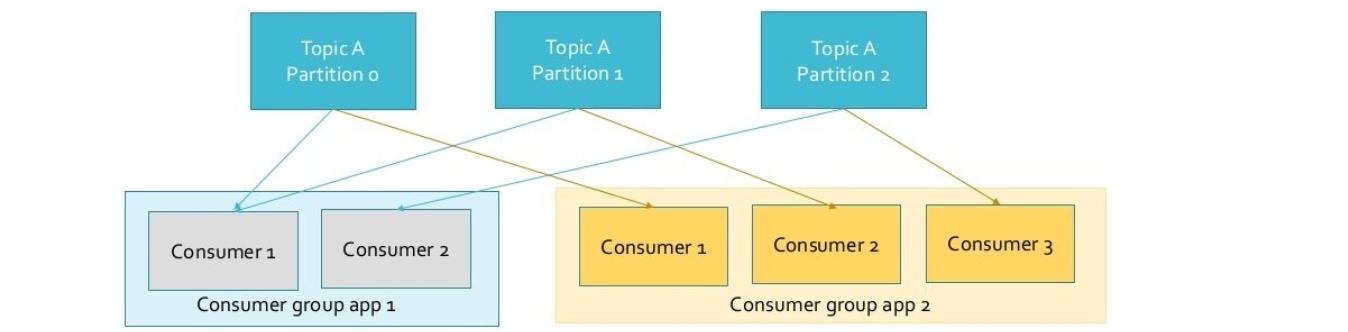 Topic A
Partition 0
Topic A
Partition 1
Topic A
Partition 2
Consumer 1
Consumer 2
Consumer group app 1
Consumer 1
Consumer 2
Consumer 3
Consumer group app 2